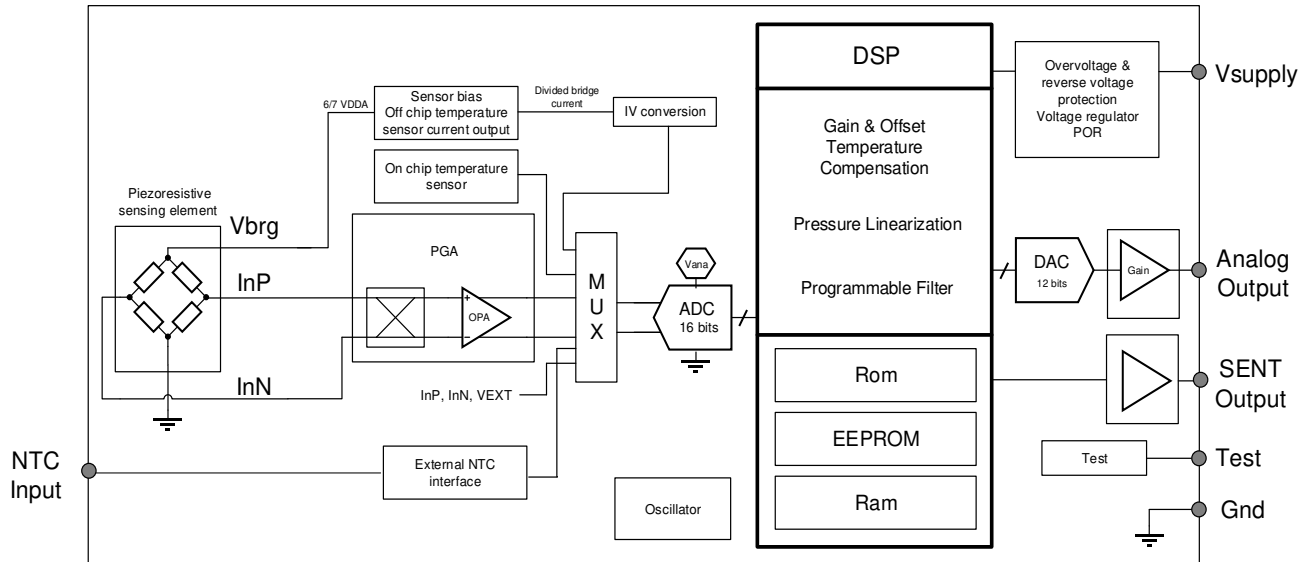 DSP
Gain & Offset
Temperature
Compensation
Pressure Linearization
Programmable Filter
Rom
EEPROM
Ram
Overvoltage &
reverse voltage
protection
Voltage regulator
POR
Vsupply
6/7 VDDA
Sensor bias
Off chip temperature
sensor current output
Divided bridge
current
IV conversion
On chip temperature
sensor
Piezoresistive
sensing element
Vbrg
InP
InN
PGA
OPA
+
−
M
U
X
InP, InN, VEXT
Vana
ADC
16 bits
DAC
12 bits
Gain
Analog
Output
SENT
Output
NTC
Input
External NTC
interface
Oscillator
Test
Test
Gnd